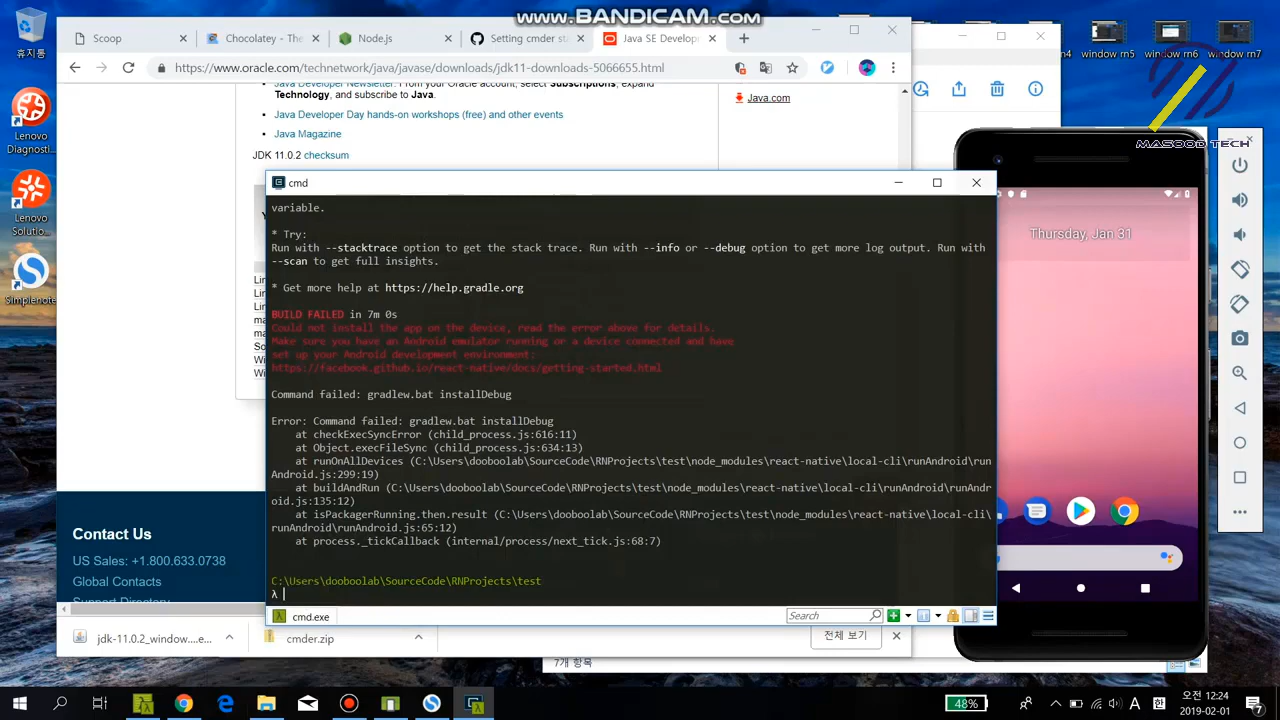 www.BANDICAM.com
휴지통
Lenovo
Diagnosti...
Lenovo
Solutio...
Simplenote
Scoop
Chocolatey - The
Node.js
Setting cmder st
Java SE Develop
https://www.oracle.com/technetwork/java/javase/downloads/jdk11-downloads-5066655.html
Technology, and subscribe to Java.
Java Developer Day hands-on workshops (free) and other events
Java Magazine
JDK 11.0.2 checksum
Java.com
window rn5
window rn6
window rn7
MASOOD TECH
Thursday, Jan 31
cmd
variable.
* Try:
Run with --stacktrace option to get the stack trace. Run with --info or --debug option to get more log output. Run with
--scan to get full insights.
* Get more help at https://help.gradle.org
BUILD FAILED in 7m 0s
Could not install the app on the device, read the error above for details.
Make sure you have an Android emulator running or a device connected and have
set up your Android development environment:
https://facebook.github.io/react-native/docs/getting-started.html
Command failed: gradlew.bat installDebug
Error: Command failed: gradlew.bat installDebug
at checkExecSyncError (child_process.js:616:11)
at Object.execFileSync (child_process.js:634:13)
at runOnAllDevices (C:\Users\dooboolab\SourceCode\RNProjects\test\node_modules\react-native\local-cli\runAndroid\run
Android.js:299:19)
at buildAndRun (C:\Users\dooboolab\SourceCode\RNProjects\test\node_modules\react-native\local-cli\runAndroid\runAndr
oid.js:135:12)
at isPackagerRunning.then.result (C:\Users\dooboolab\SourceCode\RNProjects\test\node_modules\react-native\local-cli\
runAndroid\runAndroid.js:65:12)
at process._tickCallback (internal/process/next_tick.js:68:7)
C:\Users\dooboolab\SourceCode\RNProjects\test
λ
cmd.exe
Search
Contact Us
US Sales: +1.800.633.0738
Global Contacts
Support Directory
jdk-11.0.2_window....e...
cmder.zip
전체 보기
7개 항목
48%
A
한
오전 12:24
2019-02-01
7